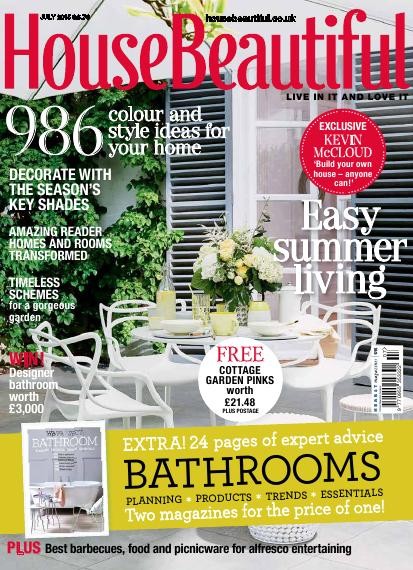 JULY 2015 £3.70
housebeautiful.co.uk
HouseBeautiful
LIVE IN IT AND LOVE IT
986 colour and
style ideas for
your home
DECORATE WITH
THE SEASON'S
KEY SHADES
AMAZING READER
HOMES AND ROOMS
TRANSFORMED
TIMELESS
SCHEMES
for a gorgeous
garden
WIN!
Designer
bathroom
worth
£3,000
EXCLUSIVE
KEVIN
McCLOUD
'Build your own
house – anyone
can!'
Easy
summer
living
FREE
COTTAGE
GARDEN PINKS
worth
£21.48
PLUS POSTAGE
BATHROOM
EXTRA! 24 pages of expert advice
BATHROOMS
PLANNING * PRODUCTS * TRENDS * ESSENTIALS
Two magazines for the price of one!
PLUS Best barbecues, food and picnicware for alfresco entertaining